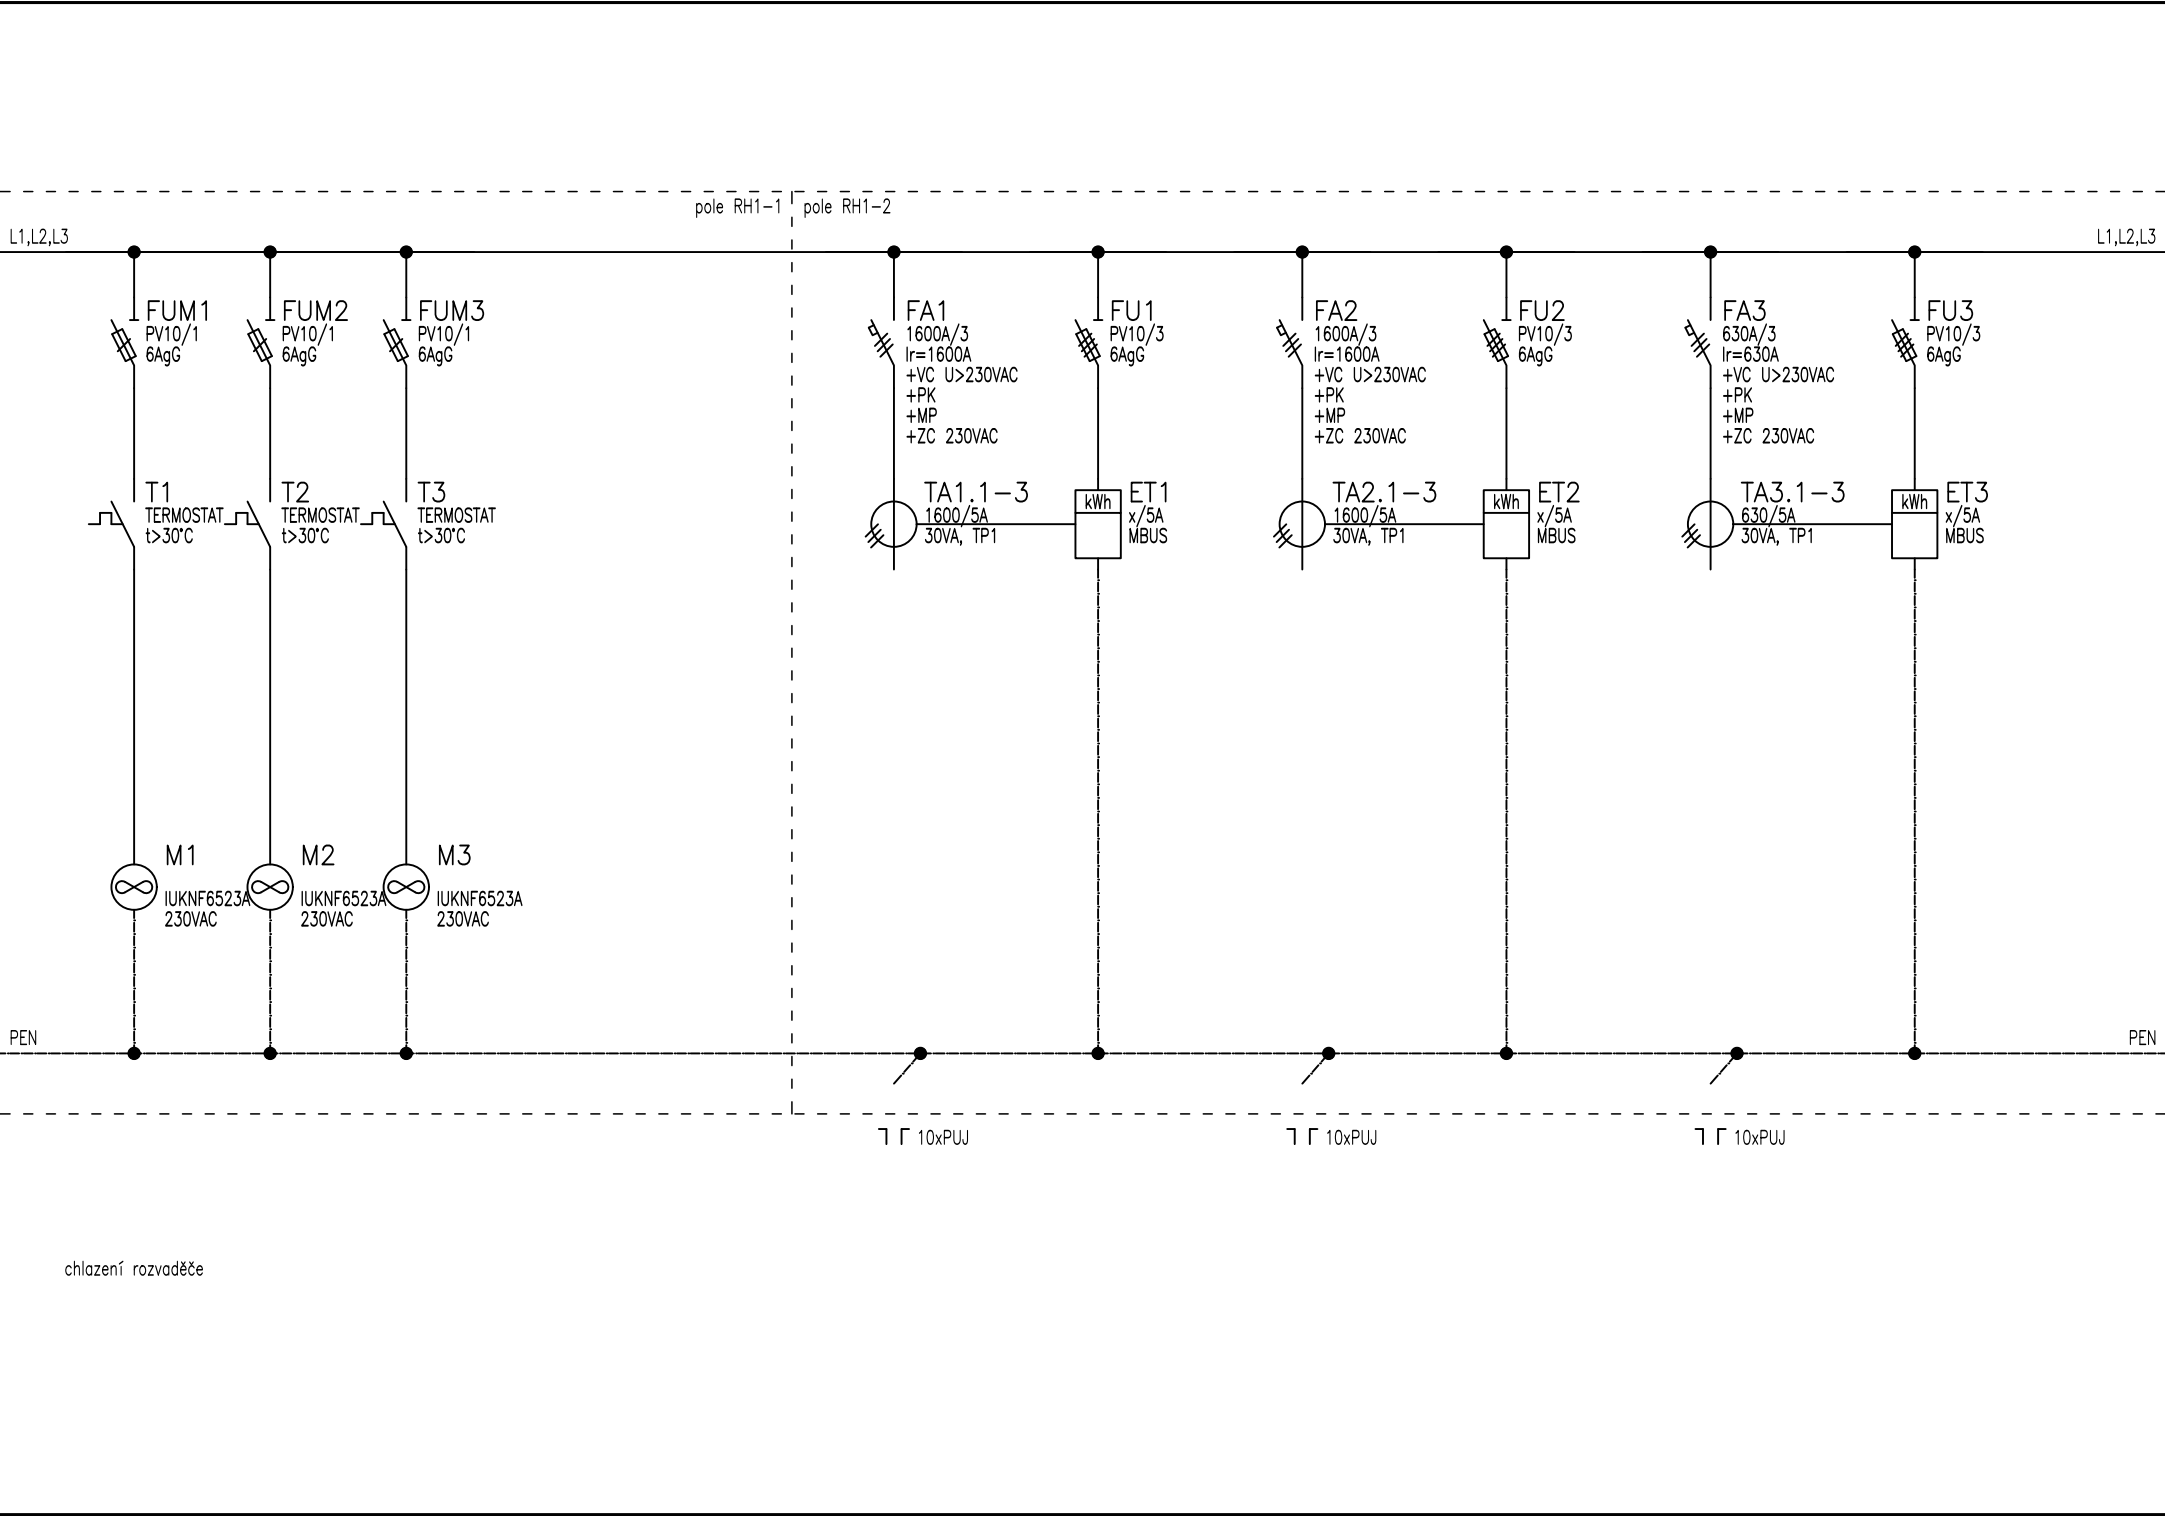 pole RH1-1
pole RH1-2
L1,L2,L3
L1,L2,L3
FUM1
PV10/1
6AgG
FUM2
PV10/1
6AgG
FUM3
PV10/1
6AgG
FA1
1600A/3
Ir=1600A
+VC U>230VAC
+PK
+MP
+ZC 230VAC
FU1
PV10/3
6AgG
FA2
1600A/3
Ir=1600A
+VC U>230VAC
+PK
+MP
+ZC 230VAC
FU2
PV10/3
6AgG
FA3
630A/3
Ir=630A
+VC U>230VAC
+PK
+MP
+ZC 230VAC
FU3
PV10/3
6AgG
T1
TERMOSTAT
t>30°C
T2
TERMOSTAT
t>30°C
T3
TERMOSTAT
t>30°C
TA1.1-3
1600/5A
30VA, TP1
kWh
ET1
x/5A
MBUS
TA2.1-3
1600/5A
30VA, TP1
kWh
ET2
x/5A
MBUS
TA3.1-3
630/5A
30VA, TP1
kWh
ET3
x/5A
MBUS
M1
IUKNF6523A
230VAC
M2
IUKNF6523A
230VAC
M3
IUKNF6523A
230VAC
PEN
PEN
10xPUJ
10xPUJ
10xPUJ
chlazení rozvaděče